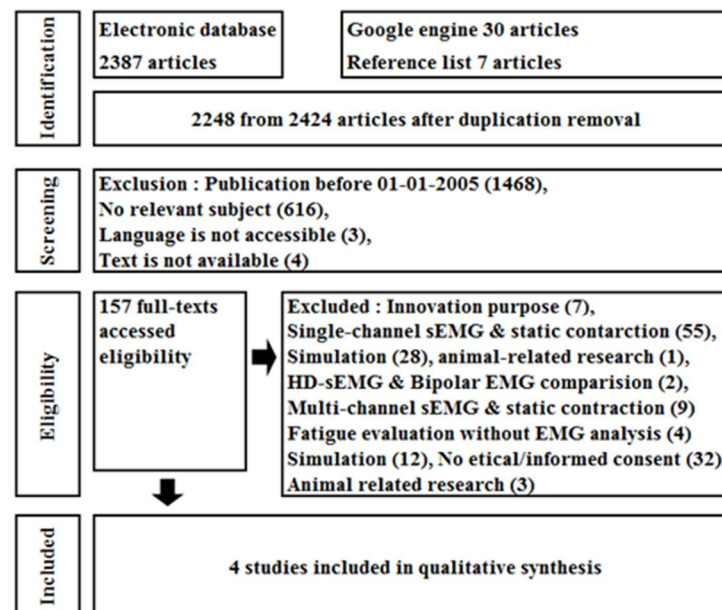 Identification
Electronic database
2387 articles
Google engine 30 articles
Reference list 7 articles
2248 from 2424 articles after duplication removal
Screening
Exclusion : Publication before 01-01-2005 (1468),
No relevant subject (616),
Language is not accessible (3),
Text is not available (4)
Eligibility
157 full-texts
accessed
eligibility
Excluded : Innovation purpose (7),
Single-channel sEMG & static contarction (55),
Simulation (28), animal-related research (1),
HD-sEMG & Bipolar EMG comparision (2),
Multi-channel sEMG & static contraction (9)
Fatigue evaluation without EMG analysis (4)
Simulation (12), No etical/informed consent (32)
Animal related research (3)
Included
4 studies included in qualitative synthesis